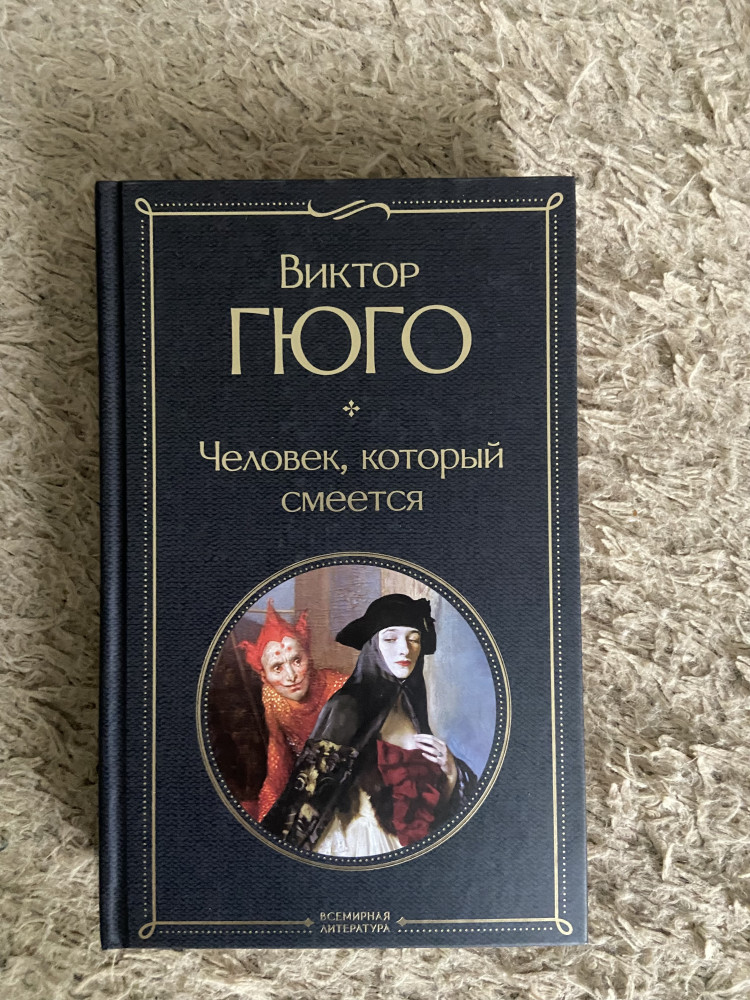 Виктор
ГЮГО
Человек, который
смеется
ВСЕМИРНАЯ
ЛИТЕРАТУРА